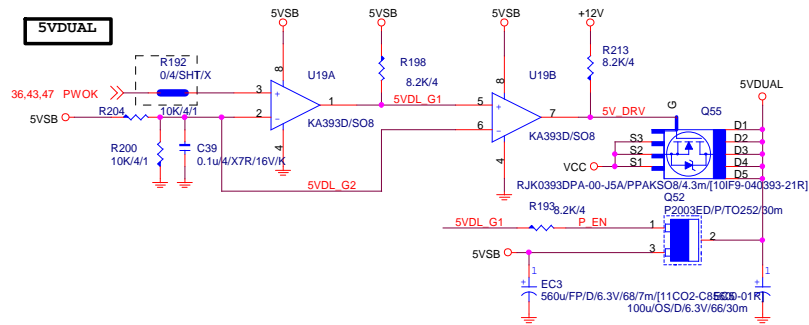 5VDUAL
5VSB
5VSB
5VSB
+12V
R192
0/4/SHT/X
8
U19A
R198
8.2K/4
8
U19B
R213
8.2K/4
5VDUAL
36,43,47 PWOK
3
+
1
5VDL_G1
5
+
7
5V_DRV
G
Q55
5VSB
R204
10K/4/1
2
-
KA393D/SO8
6
-
KA393D/SO8
4
4
R200
10K/4/1
C39
0.1u/4/X7R/16V/K
5VDL_G2
S3
S2
S1
VCC
D1
D2
D3
D4
D5
RJK0393DPA-00-J5A/PPAKSO8/4.3m/[10IF9-040393-21R]
Q52
P2003ED/P/TO252/30m
5VDL_G1
R193
8.2K/4
P_EN
1
2
3
5VSB
1
EC3
560u/FP/D/6.3V/68/7m/[11CO2-C8
-01R]
1
100u/OS/D/6.3V/66/30m